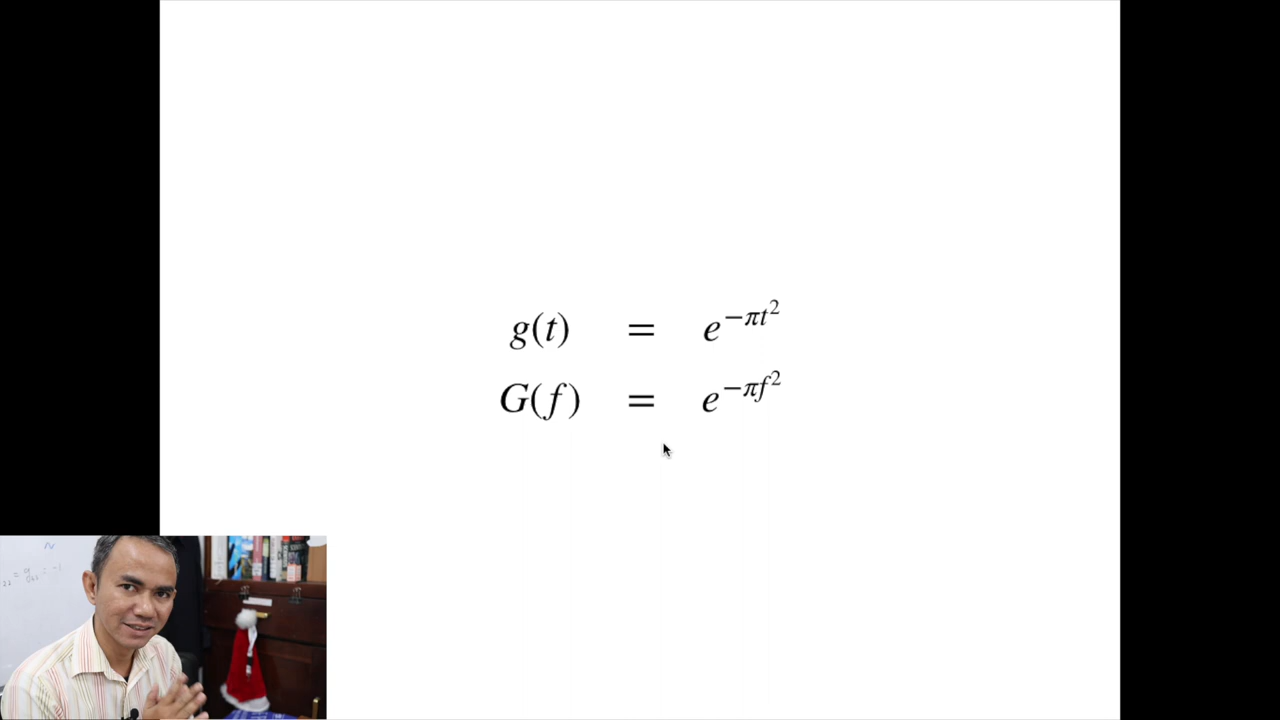 g(t) = e^{-πt^2}
G(f) = e^{-πf^2}